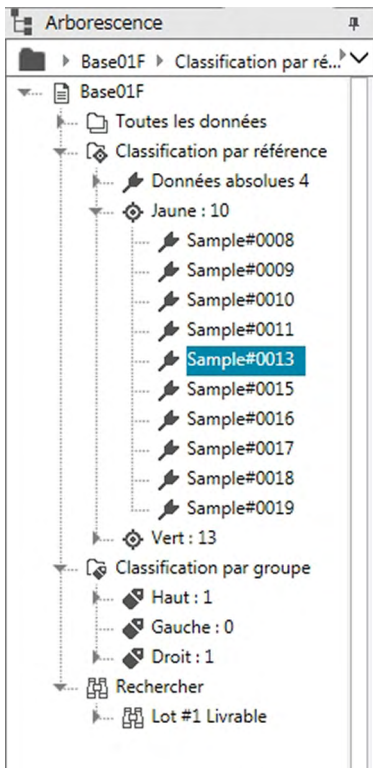 Arborescence
Base01F Classification par ré...
Base01F
Toutes les données
Classification par référence
Données absolues 4
Jaune : 10
Sample#0008
Sample#0009
Sample#0010
Sample#0011
Sample#0013
Sample#0015
Sample#0016
Sample#0017
Sample#0018
Sample#0019
Vert : 13
Classification par groupe
Haut : 1
Gauche : 0
Droit : 1
Rechercher
Lot #1 Livrable